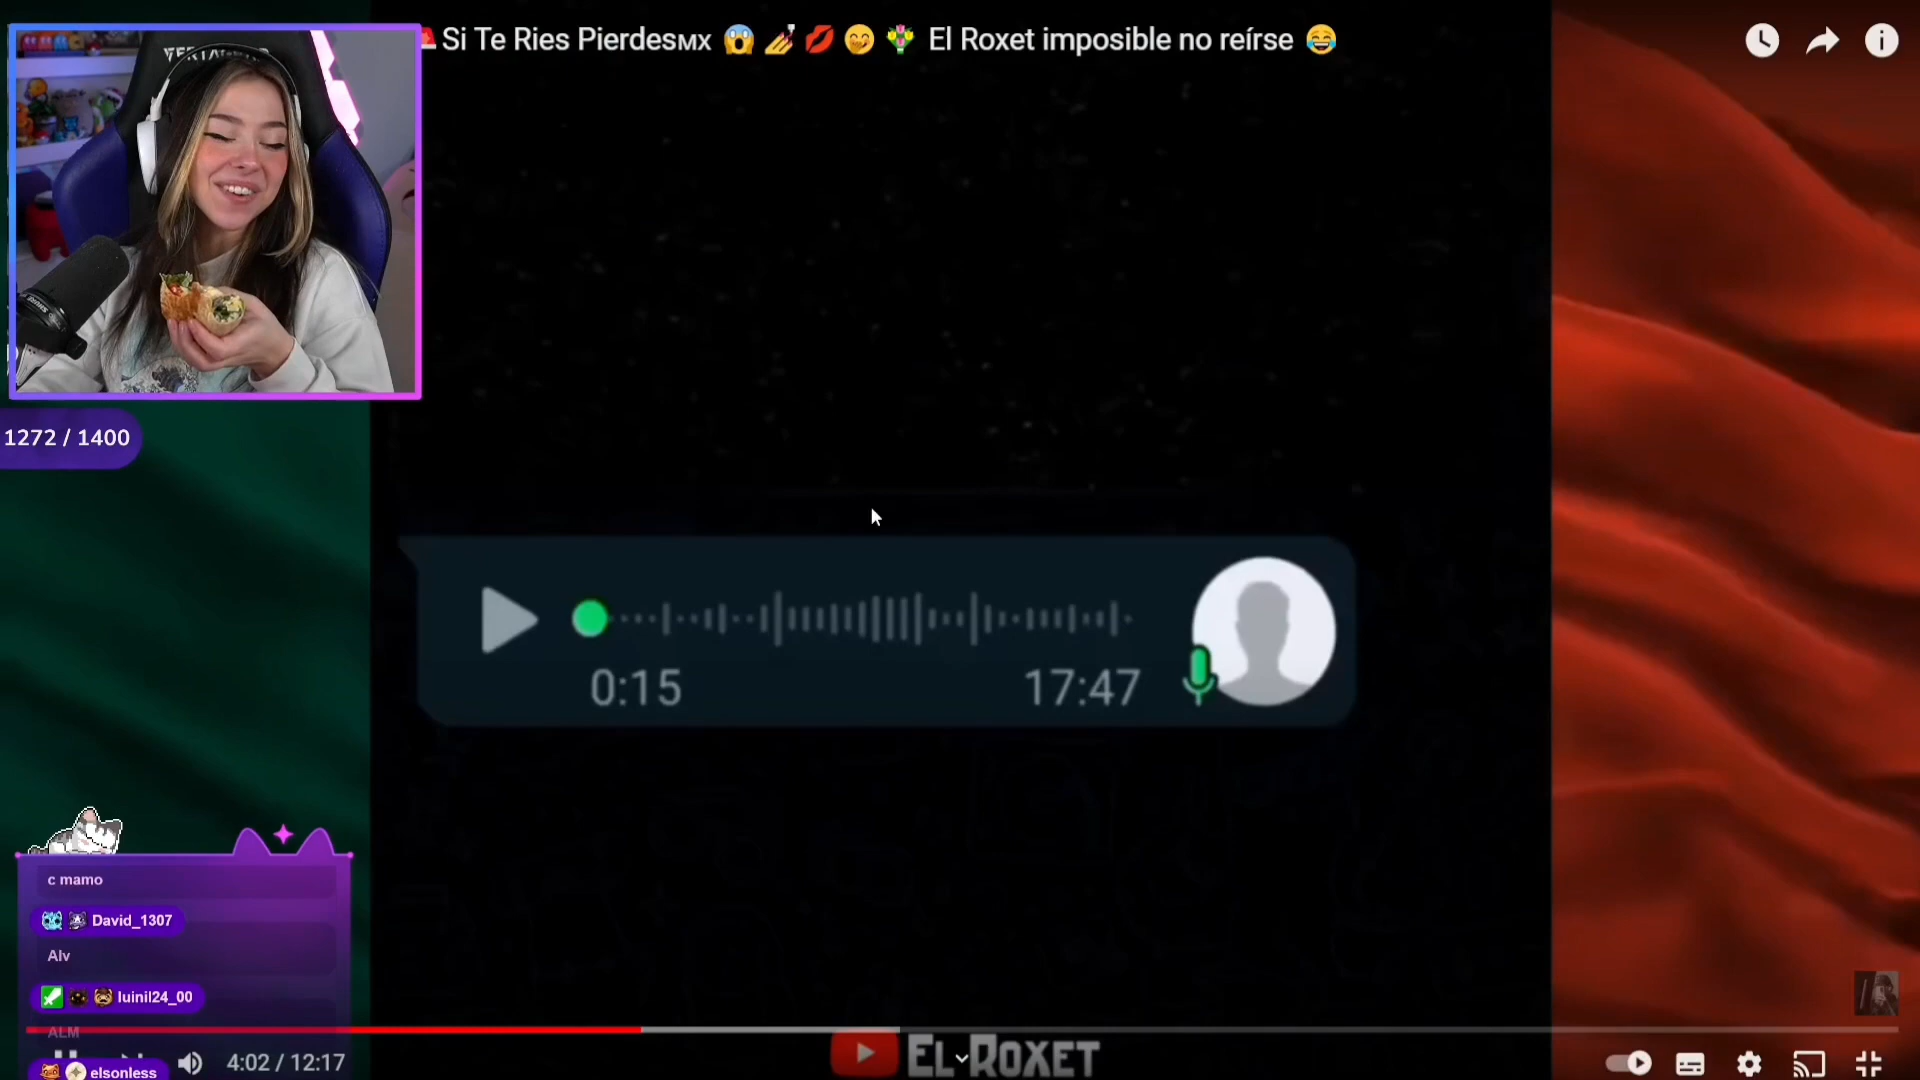 Si Te Ries PierdesMX 😱 💅 💋 🤭 💐 El Roxet imposible no reírse 😂
1272 / 1400
0:15
17:47
c mamo
David_1307
Alv
luinil24_00
ALM
elsonless
4:02 / 12:17
EL-ROXET